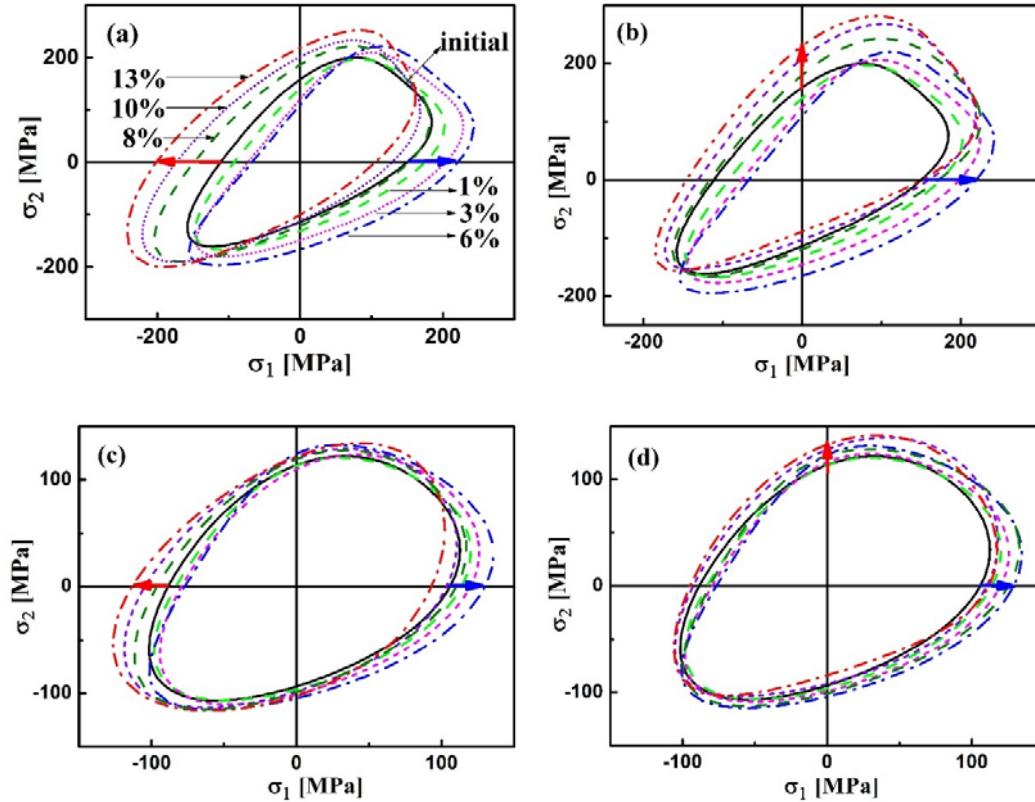 (a)
initial
13%
10%
8%
1%
3%
6%
200
0
-200
σ2 [MPa]
-200 0 200
σ1 [MPa]
(b)
200
0
-200
σ2 [MPa]
-200 0 200
σ1 [MPa]
(c)
100
0
-100
σ2 [MPa]
-100 0 100
σ1 [MPa]
(d)
100
0
-100
σ2 [MPa]
-100 0 100
σ1 [MPa]